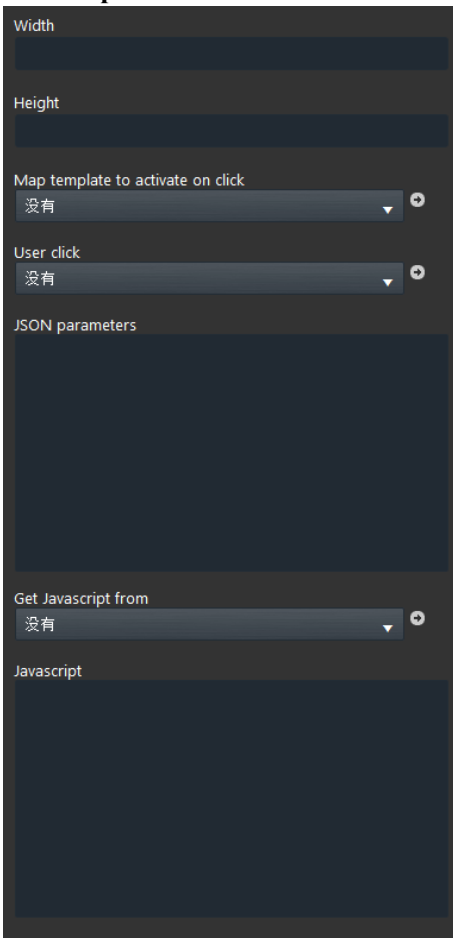 Width
Height
Map template to activate on click
没有
User click
没有
JSON parameters
Get Javascript from
没有
Javascript